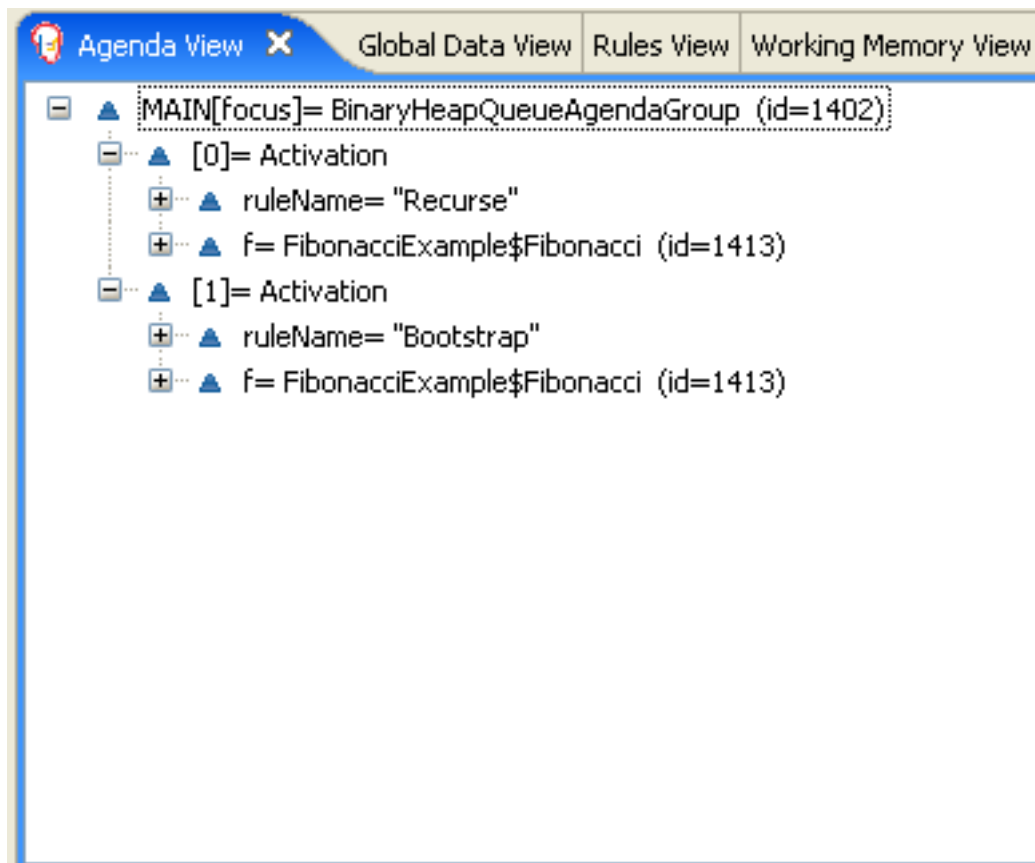 Agenda View Global Data View Rules View Working Memory View
MAIN[focus]= BinaryHeapQueueAgendaGroup (id=1402)
[0]= Activation
ruleName= "Recurse"
f= FibonacciExample$Fibonacci (id=1413)
[1]= Activation
ruleName= "Bootstrap"
f= FibonacciExample$Fibonacci (id=1413)